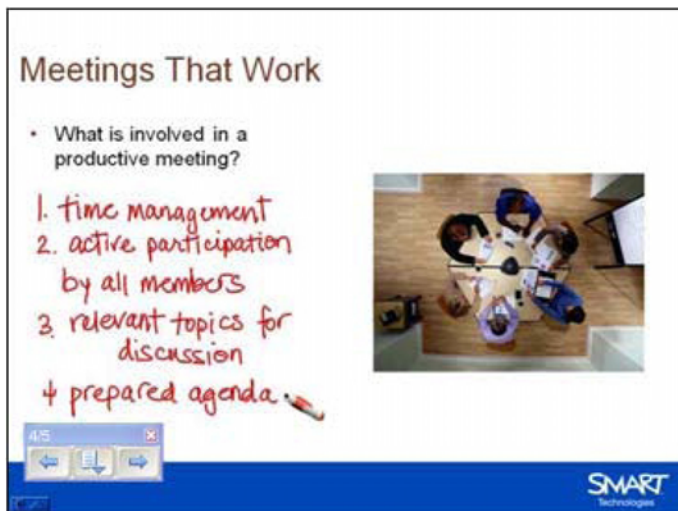 Meetings That Work
• What is involved in a
productive meeting?
1. time management
2. active participation
by all members
3. relevant topics for
discussion
4 prepared agenda
4/5
SMART
Technologies